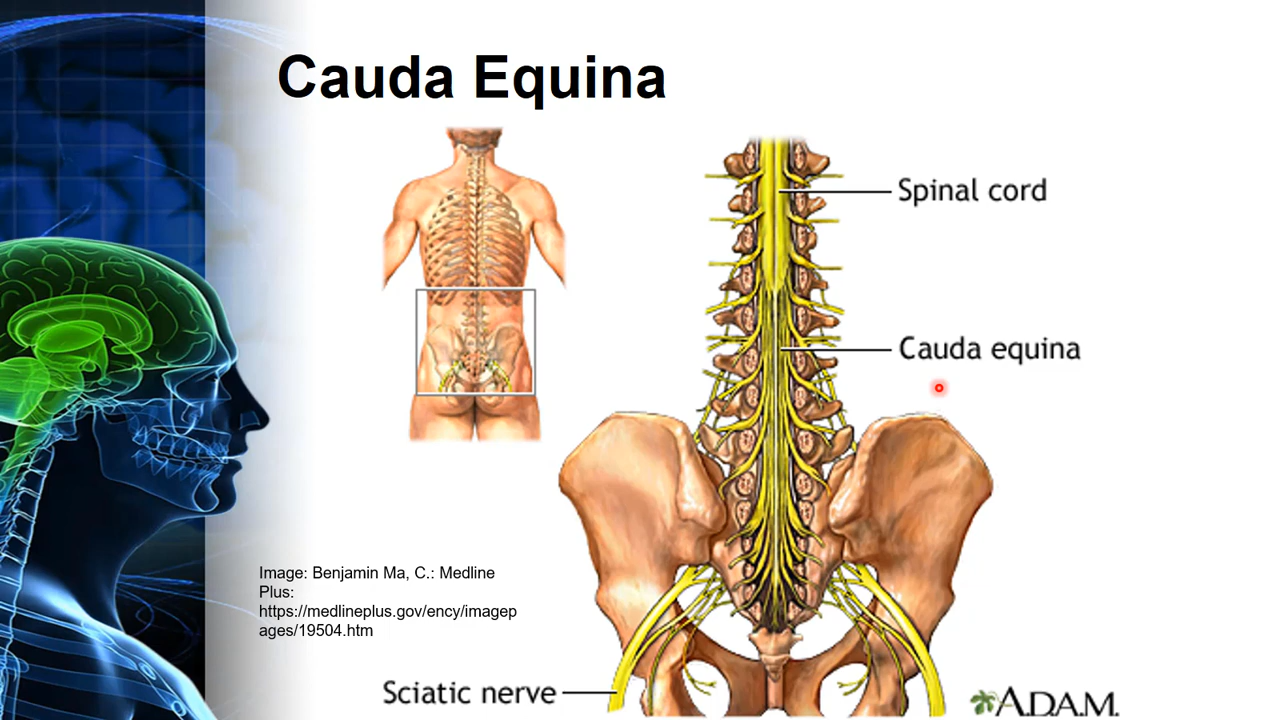 Cauda Equina
Spinal cord
Cauda equina
Image: Benjamin Ma, C.: Medline
Plus:
https://medlineplus.gov/ency/imagep
ages/19504.htm
Sciatic nerve
A.D.A.M.